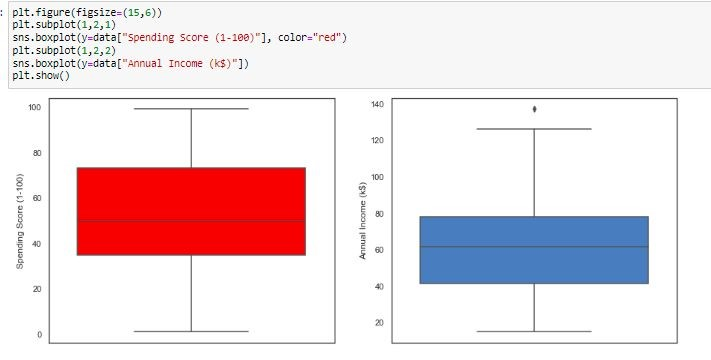 :
plt.figure(figsize=(15,6))
plt.subplot(1,2,1)
sns.boxplot(y=data["Spending Score (1-100)"], color="red")
plt.subplot(1,2,2)
sns.boxplot(y=data["Annual Income (k$)"])
plt.show()
Spending Score (1-100)
100
80
60
40
20
0
Annual Income (k$)
140
120
100
80
60
40
20